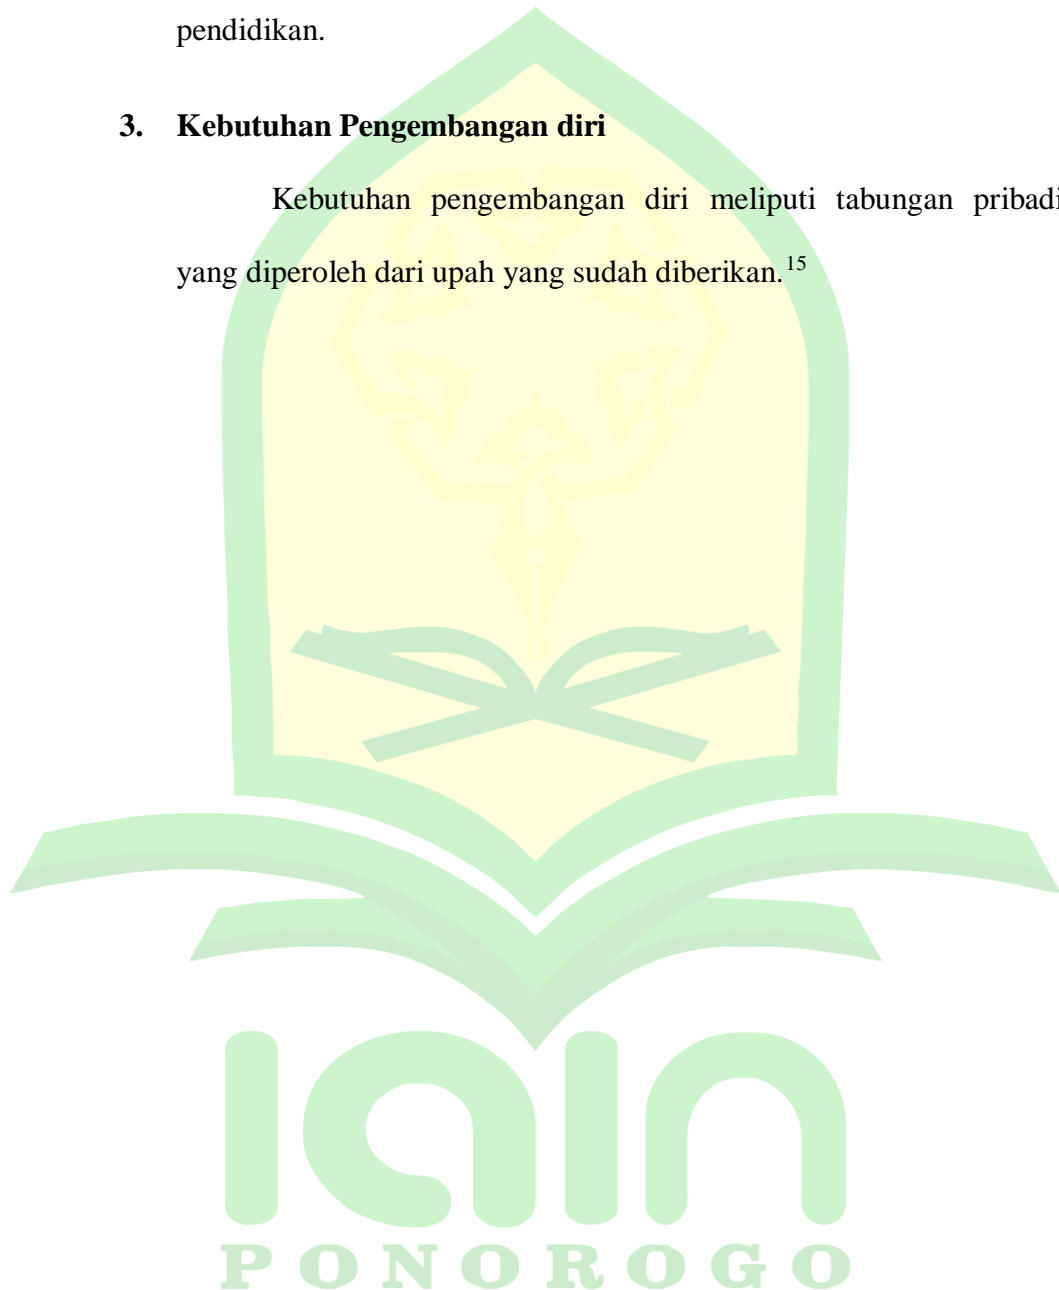 pendidikan.
3. Kebutuhan Pengembangan diri
Kebutuhan pengembangan diri meliputi tabungan pribadi
yang diperoleh dari upah yang sudah diberikan.15
iain
PONOROGO